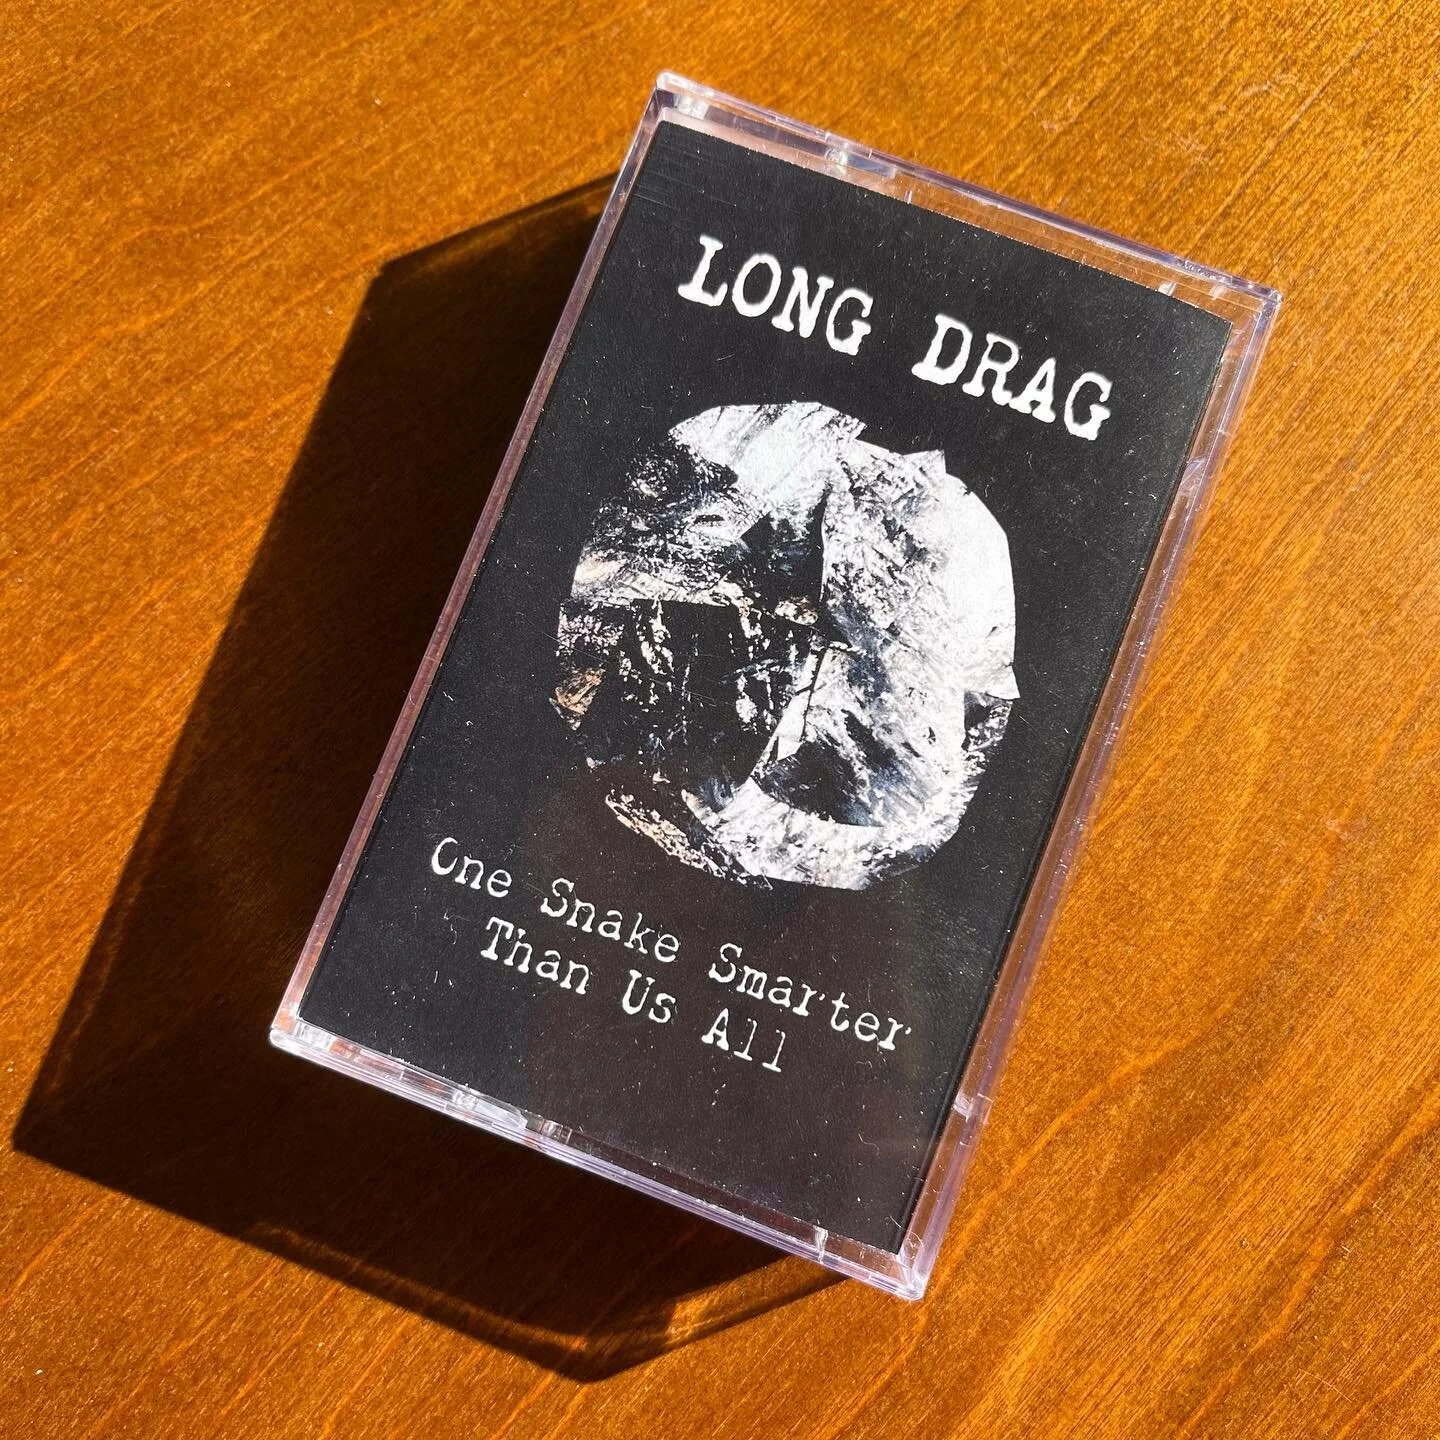 LONG DRAG
One Snake Smarter
Than Us All